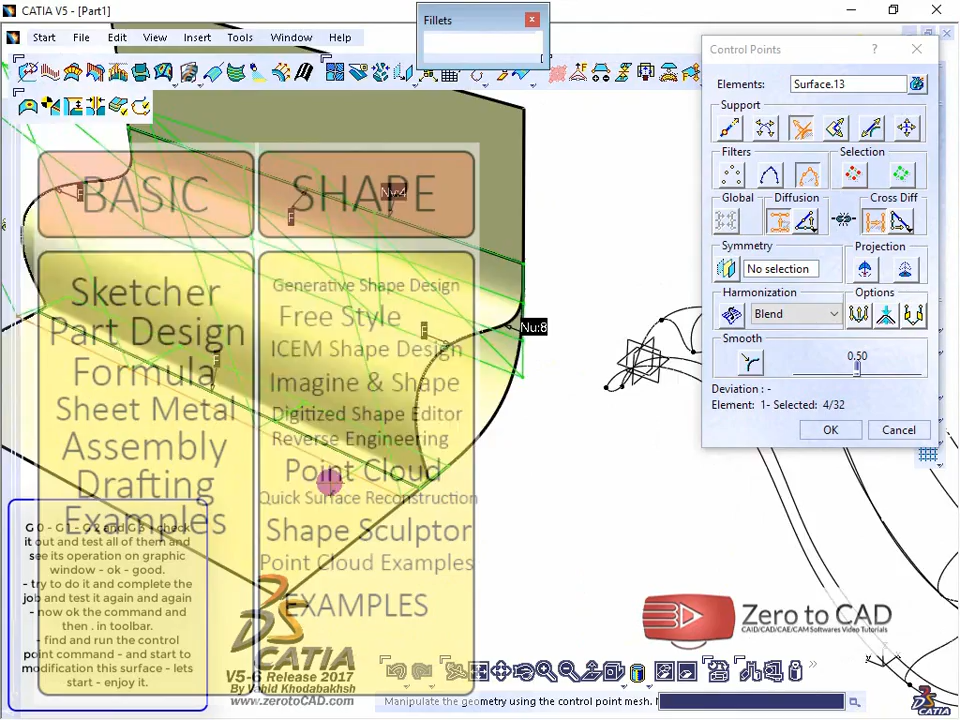 CATIA V5 - [Part1]
Start File Edit View Insert Tools Window Help
Fillets
Control Points
Elements: Surface.13
Support
Filters Selection
Global Diffusion Cross Diff
Symmetry Projection
No selection
Harmonization Options
Blend
Smooth
0.50
Deviation : -
Element: 1- Selected: 4/32
OK Cancel
F
F
Nv:4
F
F
Nu:8
BASIC
Sketcher
Part Design
Formula
Sheet Metal
Assembly
Drafting
Examples
SHAPE
Generative Shape Design
Free Style
ICEM Shape Design
Imagine & Shape
Digitized Shape Editor
Reverse Engineering
Point Cloud
Quick Surface Reconstruction
Shape Sculptor
Point Cloud Examples
EXAMPLES
G 0 - G 1 - G 2 and G 3 | check
it out and test all of them and
see its operation on graphic
window - ok - good.
- try to do it and complete the
job and test it again and again
- now ok the command and
then . in toolbar.
- find and run the control
point command - and start to
modification this surface - lets
start - enjoy it.
CATIA
V5-6 Release 2017
By Vahid Khodabakhsh
www.zerotoCAD.com
Zero to CAD
CAID/CAD/CAE/CAM Softwares Video Tutorials
Manipulate the geometry using the control point mesh.
CATIA